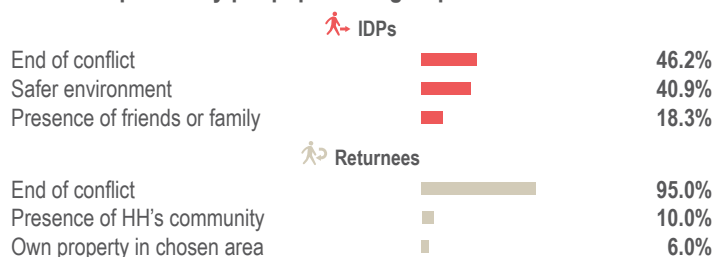 IDPs
End of conflict 46.2%
Safer environment 40.9%
Presence of friends or family 18.3%
Returnees
End of conflict 95.0%
Presence of HH's community 10.0%
Own property in chosen area 6.0%